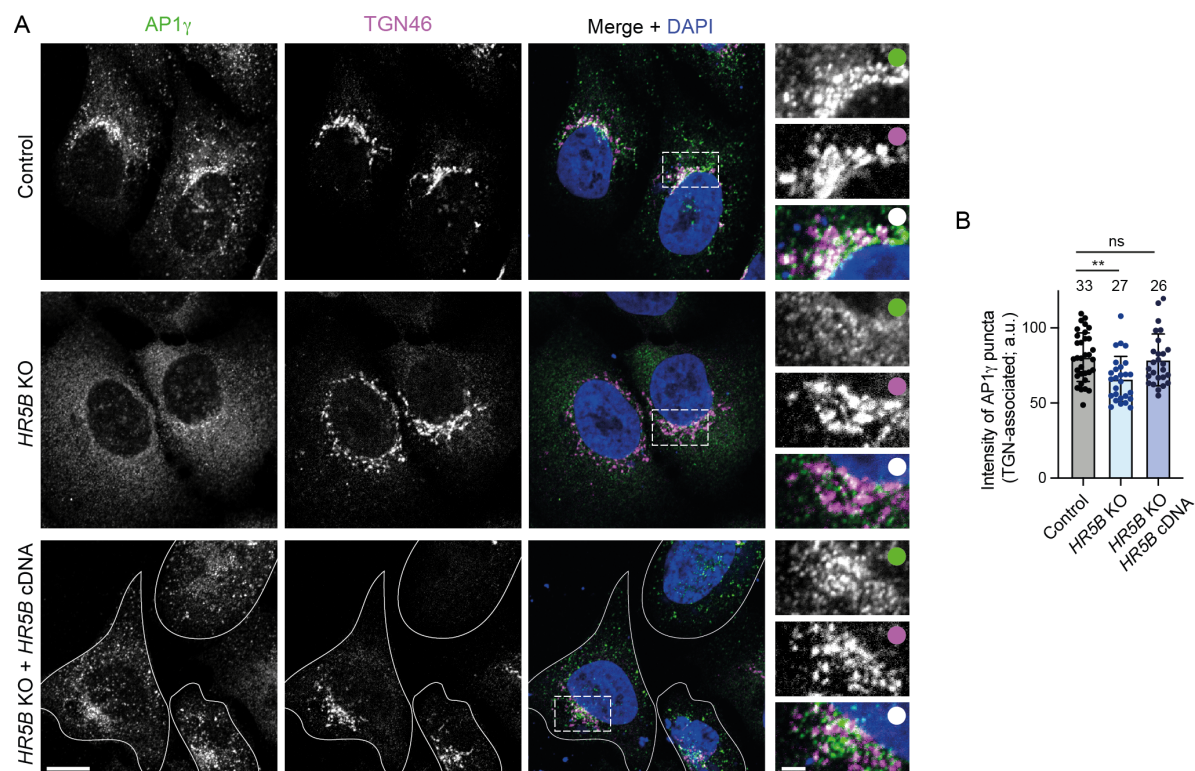 A
AP1γ
TGN46
Merge + DAPI
Control
HR5B KO
HR5B KO + HR5B cDNA
B
ns
**
33 27 26
Intensity of AP1γ puncta
(TGN-associated; a.u.)
100
50
0
Control
HR5B KO
HR5B KO
HR5B cDNA